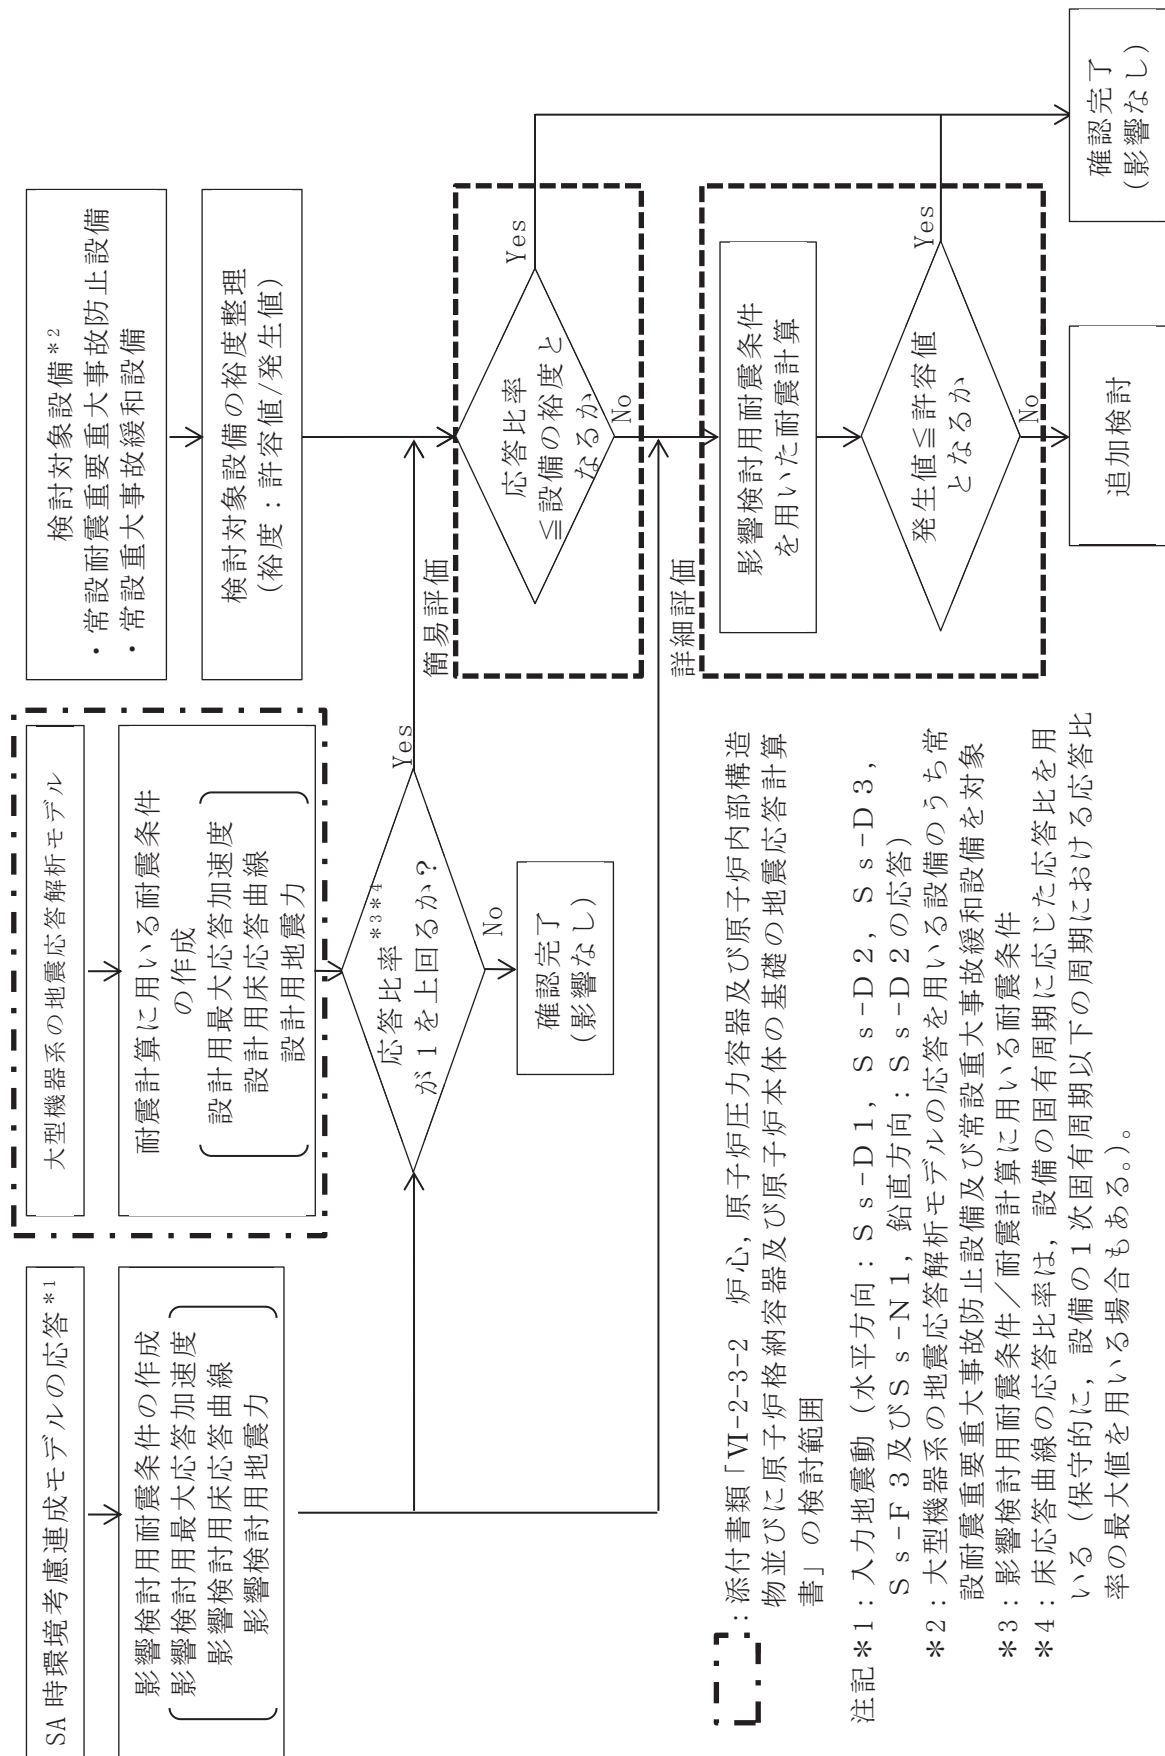 SA 時環境考慮連成モデルの応答*1
影響検討用耐震条件の作成
影響検討用最大応答加速度
影響検討用床応答曲線
影響検討用地震力
大型機器系の地震応答解析モデル
耐震計算に用いる耐震条件
の作成
設計用最大応答加速度
設計用床応答曲線
設計用地震力
検討対象設備*2
・常設耐震重要重大事故防止設備
・常設重大事故緩和設備
検討対象設備の裕度整理
(裕度：許容値/発生値)
応答比率*3*4
が1を上回るか?
Yes
No
確認完了
(影響なし)
簡易評価
応答比率
≦設備の裕度と
なるか
Yes
No
詳細評価
影響検討用耐震条件
を用いた耐震計算
発生値≦許容値
となるか
Yes
No
追加検討
確認完了
(影響なし)
：添付書類「Ⅵ-2-3-2　炉心，原子炉圧力容器及び原子炉内部構造
物並びに原子炉格納容器及び原子炉本体の基礎の地震応答計算
書」の検討範囲
注記＊1：入力地震動（水平方向：Ｓｓ-Ｄ1，Ｓｓ-Ｄ2，Ｓｓ-Ｄ3，
Ｓｓ-Ｆ3及びＳｓ-Ｎ1，鉛直方向：Ｓｓ-Ｄ2の応答）
＊2：大型機器系の地震応答解析モデルの応答を用いる設備のうち常
設耐震重要重大事故防止設備及び常設重大事故緩和設備を対象
＊3：影響検討用耐震条件／耐震計算に用いる耐震条件
＊4：床応答曲線の応答比率は，設備の固有周期に応じた応答比を用
いる（保守的に，設備の1次固有周期以下の周期における応答比
率の最大値を用いる場合もある。）。